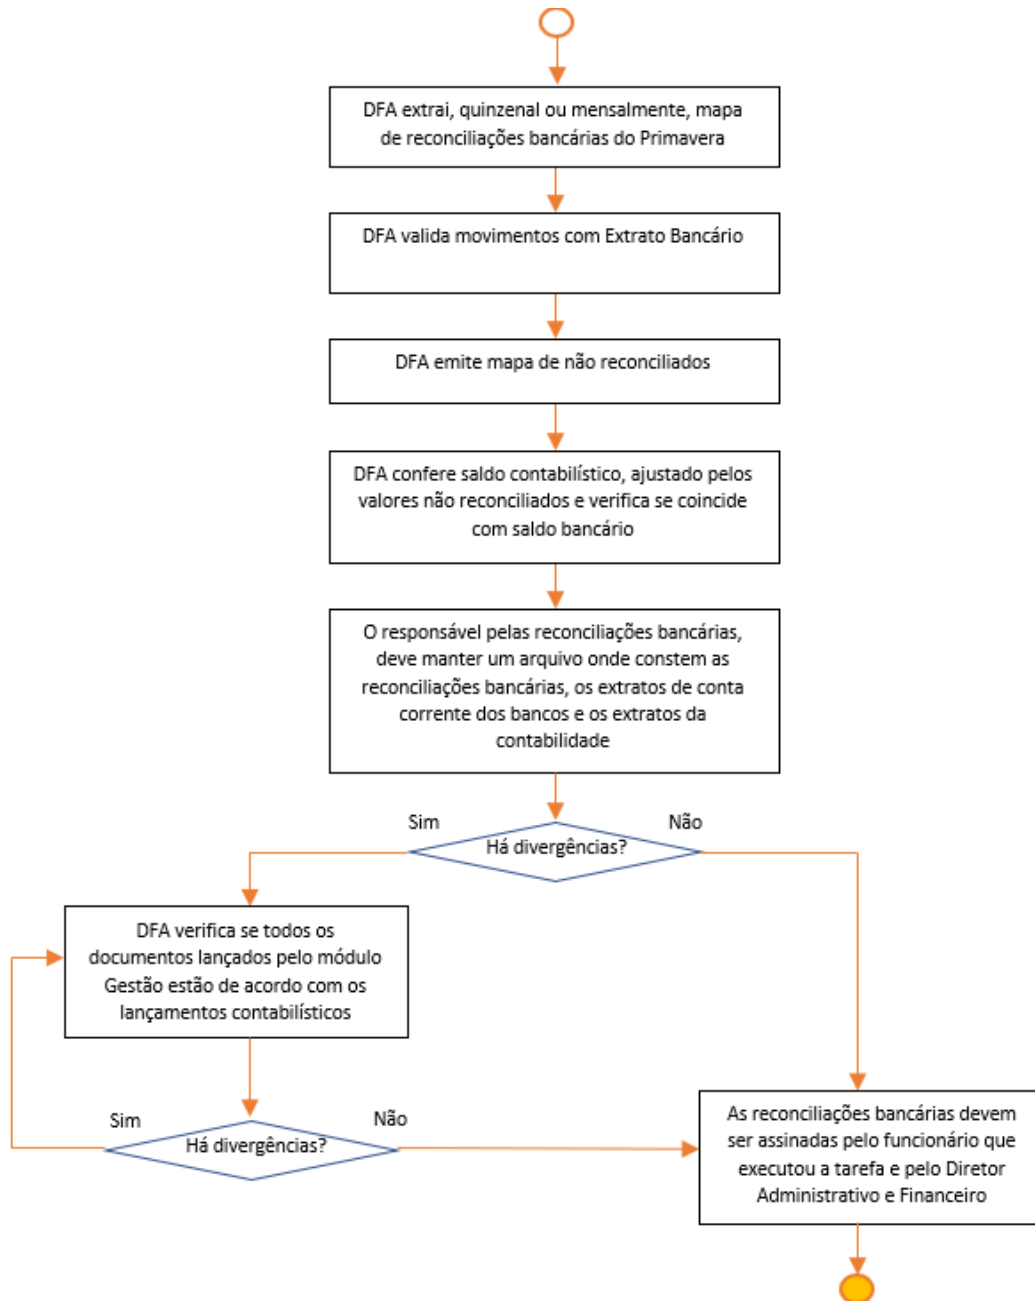 DFA extrai, quinzenal ou mensalmente, mapa
de reconciliações bancárias do Primavera
DFA valida movimentos com Extrato Bancário
DFA emite mapa de não reconciliados
DFA confere saldo contabilístico, ajustado pelos
valores não reconciliados e verifica se coincide
com saldo bancário
O responsável pelas reconciliações bancárias,
deve manter um arquivo onde constem as
reconciliações bancárias, os extratos de conta
corrente dos bancos e os extratos da
contabilidade
Sim
Não
Há divergências?
DFA verifica se todos os
documentos lançados pelo módulo
Gestão estão de acordo com os
lançamentos contabilísticos
Sim
Não
Há divergências?
As reconciliações bancárias devem
ser assinadas pelo funcionário que
executou a tarefa e pelo Diretor
Administrativo e Financeiro